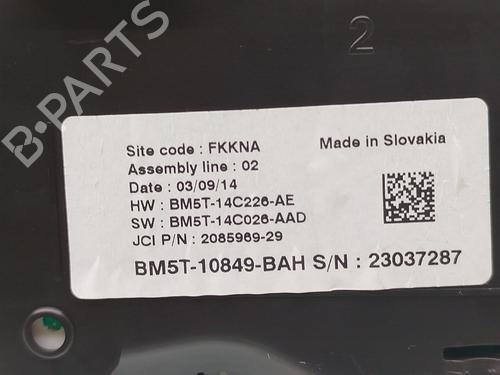 2
B-PARTS
Site code : FKKNA Made in Slovakia
Assembly line : 02
Date : 03/09/14
HW : BM5T-14C226-AE
SW : BM5T-14C026-AAD
JCI P/N : 2085969-29
BM5T-10849-BAH S/N : 23037287